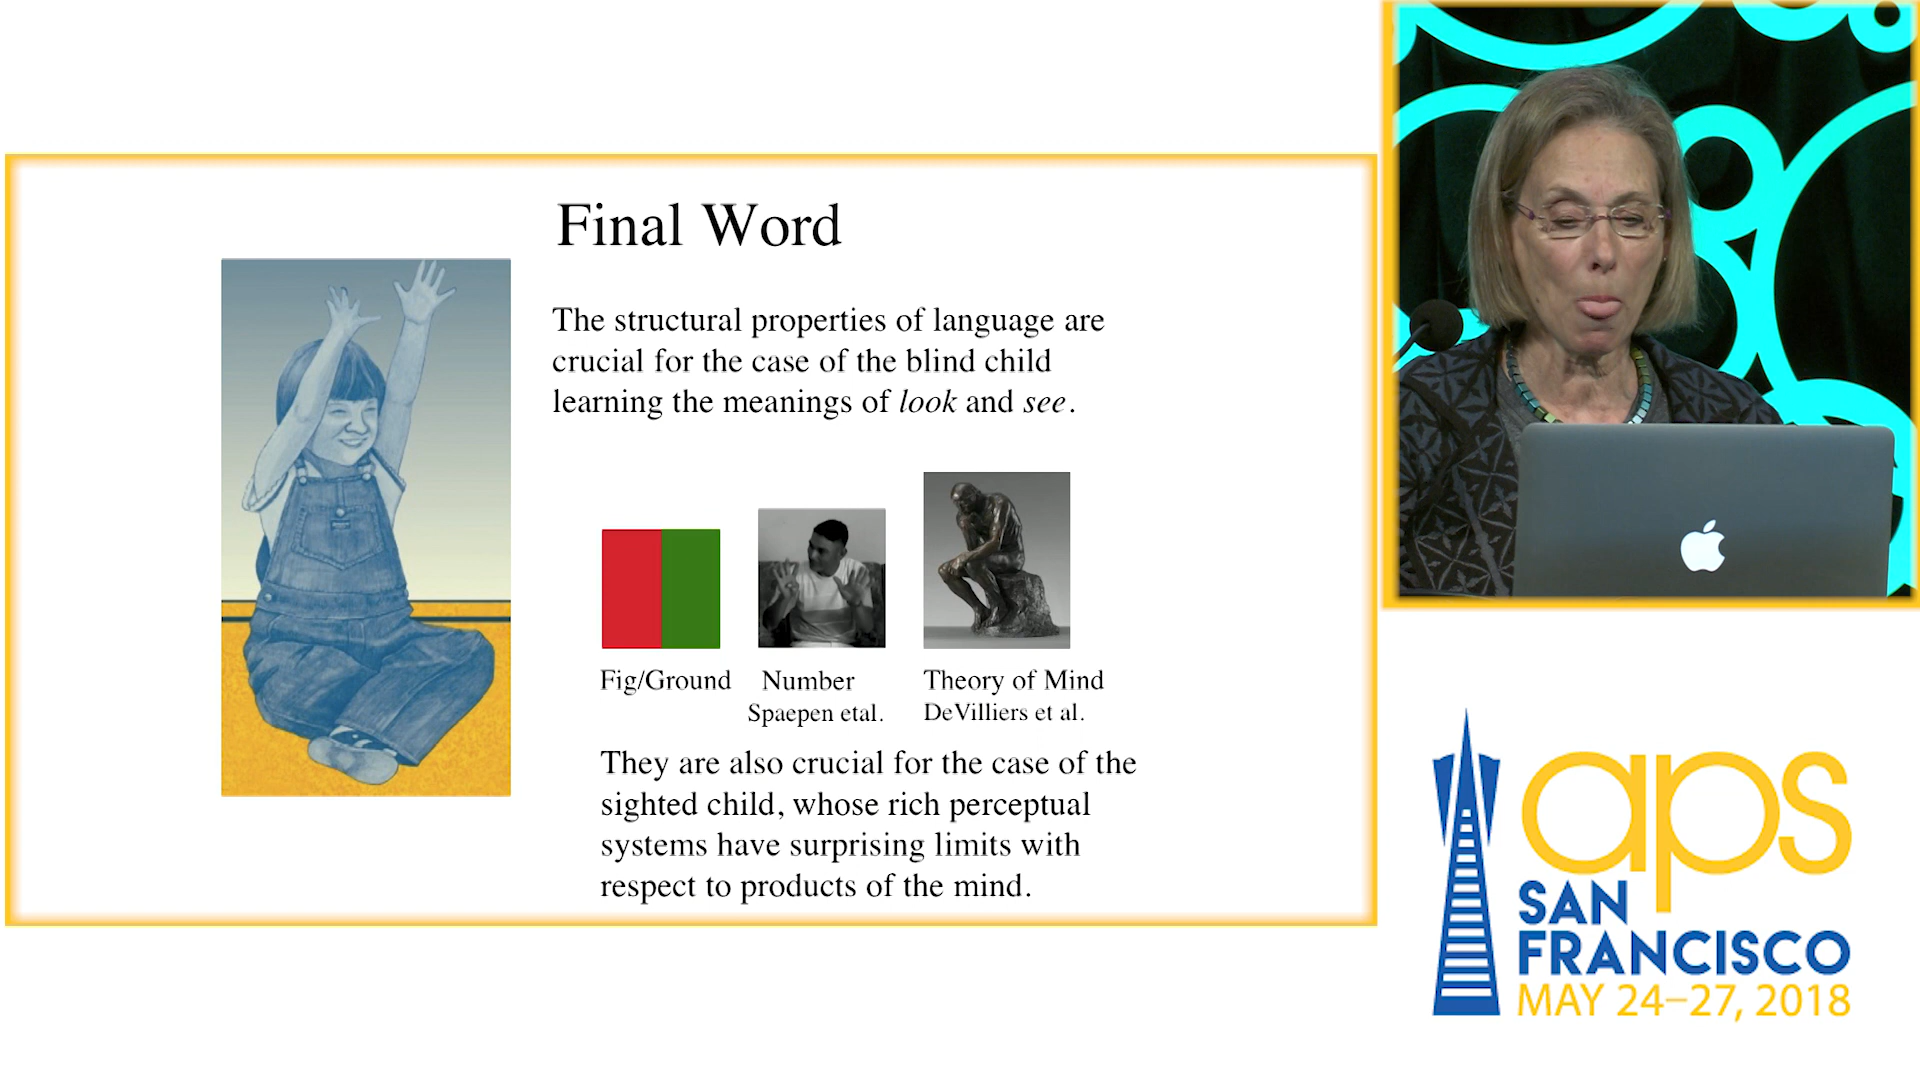 Final Word
The structural properties of language are
crucial for the case of the blind child
learning the meanings of look and see.
Fig/Ground
Number
Spaepen etal.
Theory of Mind
DeVilliers et al.
They are also crucial for the case of the
sighted child, whose rich perceptual
systems have surprising limits with
respect to products of the mind.
aps
SAN
FRANCISCO
MAY 24–27, 2018